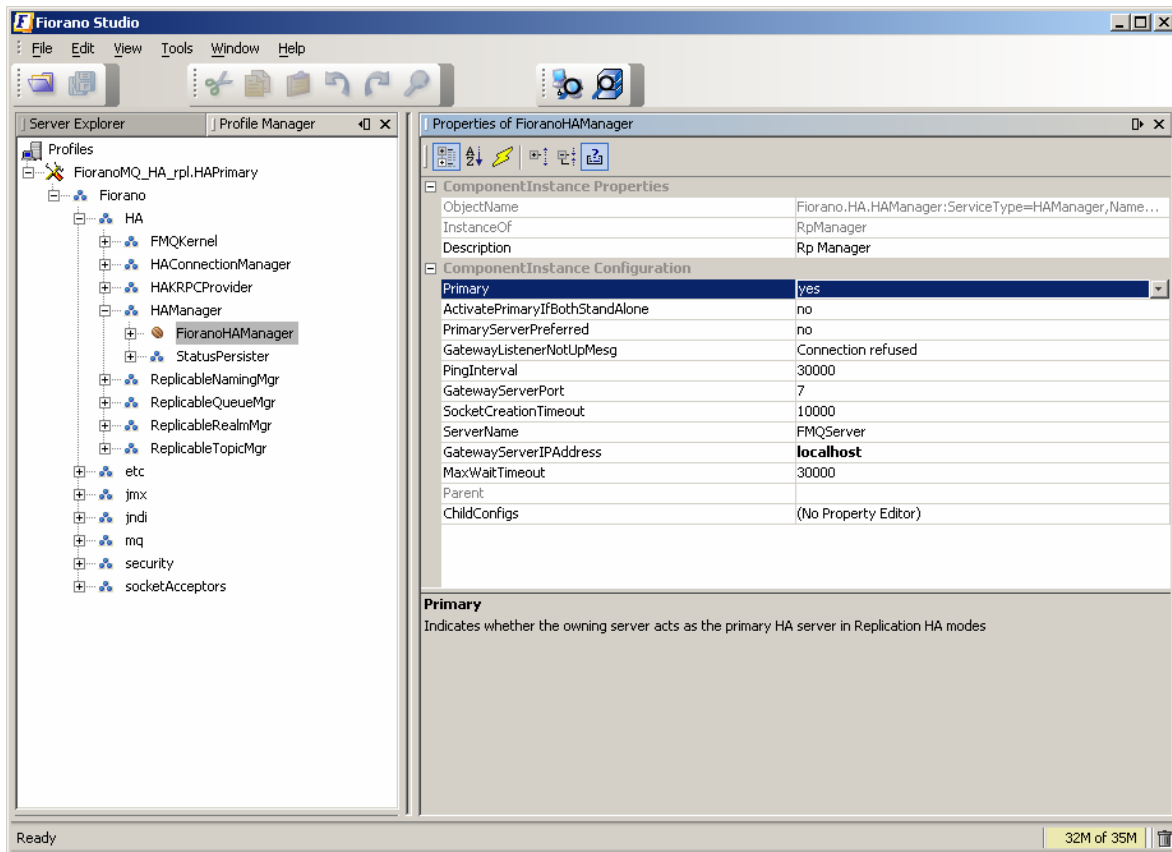 Fiorano Studio
File Edit View Tools Window Help
Server Explorer Profile Manager
Profiles
FioranoMQ_HA_rpl.HAPrimary
Fiorano
HA
FMQKernel
HAConnectionManager
HAKRPCProvider
HAManager
FioranoHAManager
StatusPersister
ReplicableNamingMgr
ReplicableQueueMgr
ReplicableRealmMgr
ReplicableTopicMgr
etc
jmx
jndi
mq
security
socketAcceptors
Properties of FioranoHAManager
ComponentInstance Properties
ObjectName Fiorano.HA.HAManager:ServiceType=HAManager,Name...
InstanceOf RpManager
Description Rp Manager
ComponentInstance Configuration
Primary yes
ActivatePrimaryIfBothStandAlone no
PrimaryServerPreferred no
GatewayListenerNotUpMesg Connection refused
PingInterval 30000
GatewayServerPort 7
SocketCreationTimeout 10000
ServerName FMQServer
GatewayServerIPAddress localhost
MaxWaitTimeout 30000
Parent
ChildConfigs (No Property Editor)
Primary
Indicates whether the owning server acts as the primary HA server in Replication HA modes
Ready 32M of 35M